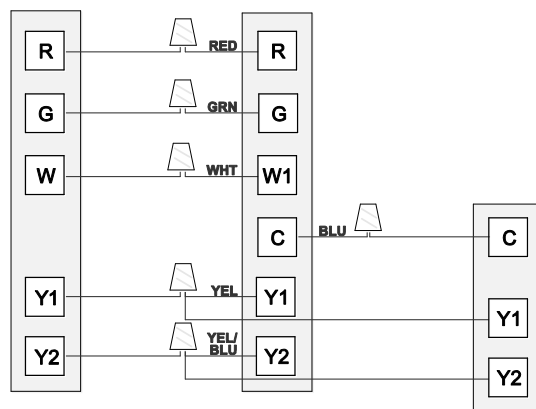 R RED R
G GRN G
W WHT W1
C BLU C
Y1 YEL Y1
Y1
Y2 YEL/
BLU Y2
Y2